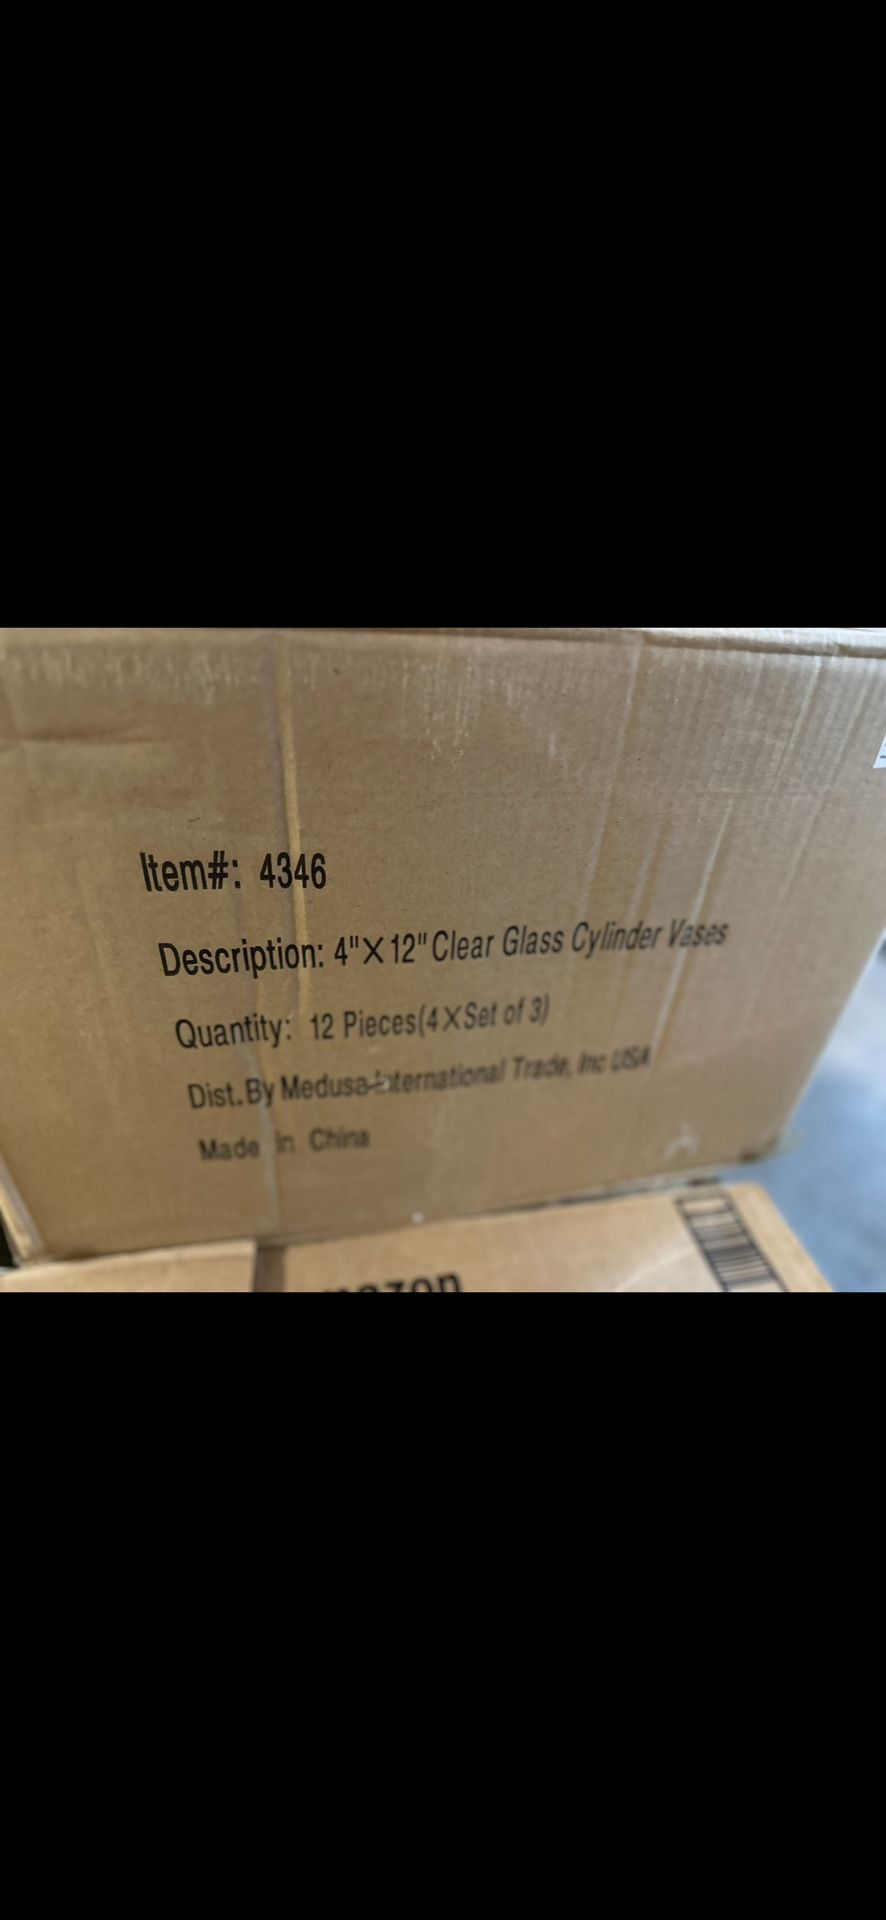 Item#: 4346
Description: 4"X12" Clear Glass Cylinder Vases
Quantity: 12 Pieces(4XSet of 3)
Dist. By Medusa International Trade, Inc USA
Made in China